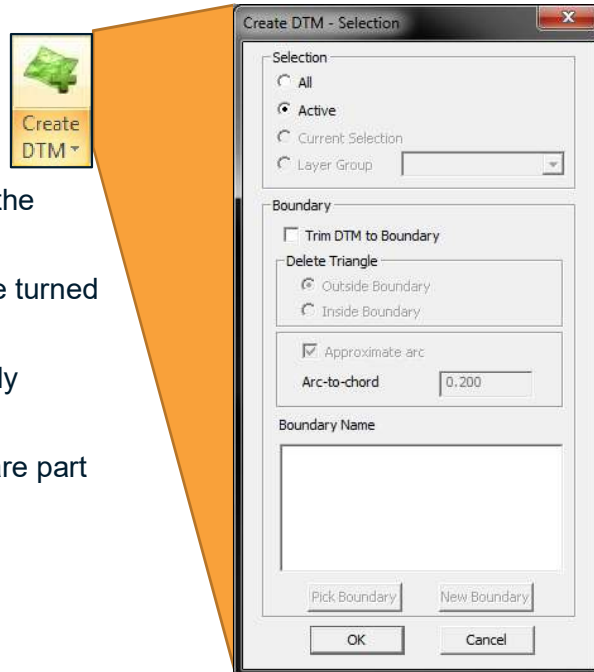 Create
DTM
the
e turned
ly
are part
Create DTM - Selection
Selection
All
Active
Current Selection
Layer Group
Boundary
Trim DTM to Boundary
Delete Triangle
Outside Boundary
Inside Boundary
Approximate arc
Arc-to-chord 0.200
Boundary Name
Pick Boundary New Boundary
OK Cancel